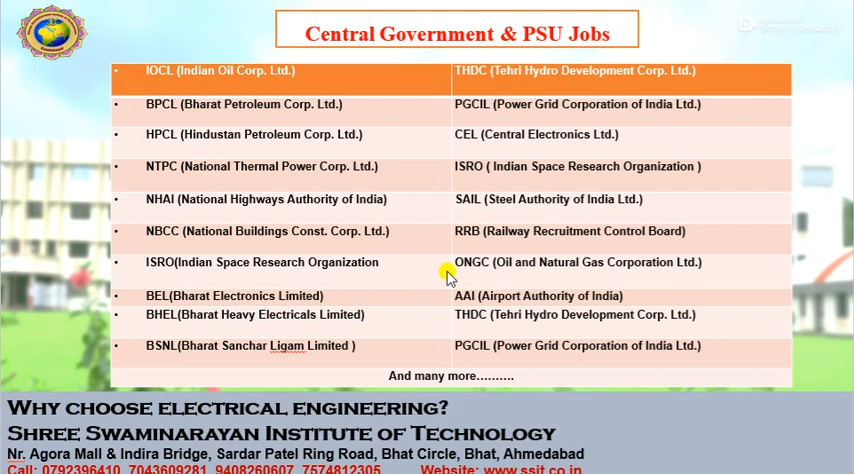 Central Government & PSU Jobs
• IOCL (Indian Oil Corp. Ltd.) THDC (Tehri Hydro Development Corp. Ltd.)
• BPCL (Bharat Petroleum Corp. Ltd.) PGCIL (Power Grid Corporation of India Ltd.)
• HPCL (Hindustan Petroleum Corp. Ltd.) CEL (Central Electronics Ltd.)
• NTPC (National Thermal Power Corp. Ltd.) ISRO ( Indian Space Research Organization )
• NHAI (National Highways Authority of India) SAIL (Steel Authority of India Ltd.)
• NBCC (National Buildings Const. Corp. Ltd.) RRB (Railway Recruitment Control Board)
• ISRO(Indian Space Research Organization ONGC (Oil and Natural Gas Corporation Ltd.)
• BEL(Bharat Electronics Limited) AAI (Airport Authority of India)
• BHEL(Bharat Heavy Electricals Limited) THDC (Tehri Hydro Development Corp. Ltd.)
• BSNL(Bharat Sanchar Ligam Limited ) PGCIL (Power Grid Corporation of India Ltd.)
And many more..........
WHY CHOOSE ELECTRICAL ENGINEERING?
SHREE SWAMINARAYAN INSTITUTE OF TECHNOLOGY
Nr. Agora Mall & Indira Bridge, Sardar Patel Ring Road, Bhat Circle, Bhat, Ahmedabad
Call: 0792396410, 7043609281, 9408260607, 7574812305 Website: www.ssit.co.in